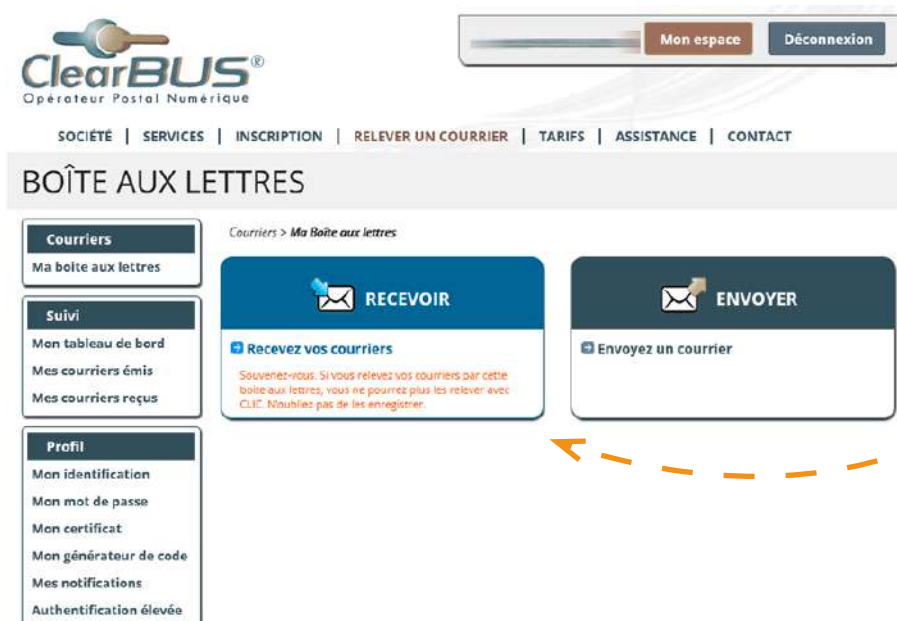 Mon espace
Déconnexion
ClearBUS®
Opérateur Postal Numérique
SOCIÉTÉ | SERVICES | INSCRIPTION | RELEVER UN COURRIER | TARIFS | ASSISTANCE | CONTACT
BOÎTE AUX LETTRES
Courriers
Ma boite aux lettres
Suivi
Mon tableau de bord
Mes courriers émis
Mes courriers reçus
Profil
Mon identification
Mon mot de passe
Mon certificat
Mon générateur de code
Mes notifications
Authentification élevée
Courriers > Ma Boîte aux lettres
RECEVOIR
Recevez vos courriers
Souvenez-vous. Si vous relevez vos courriers par cette
boite aux lettres, vous ne pourrez plus les relever avec
CLIC. N'oubliez pas de les enregistrer.
ENVOYER
Envoyez un courrier